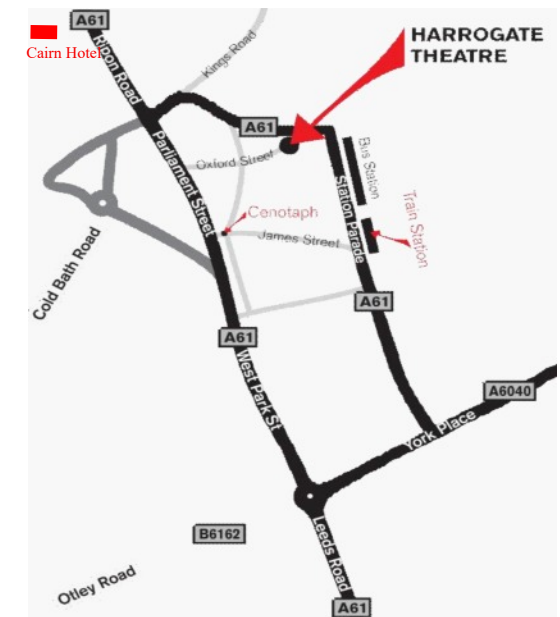 A61
HARROGATE
THEATRE
Cairn Hotel
Ripon Road
Kings Road
A61
Parliament Street
Oxford Street
Bus Station
Station Parade
Train Station
Cenotaph
James Street
Cold Bath Road
A61
A61
West Park St
A6040
York Place
B6162
Leeds Road
Otley Road
A61